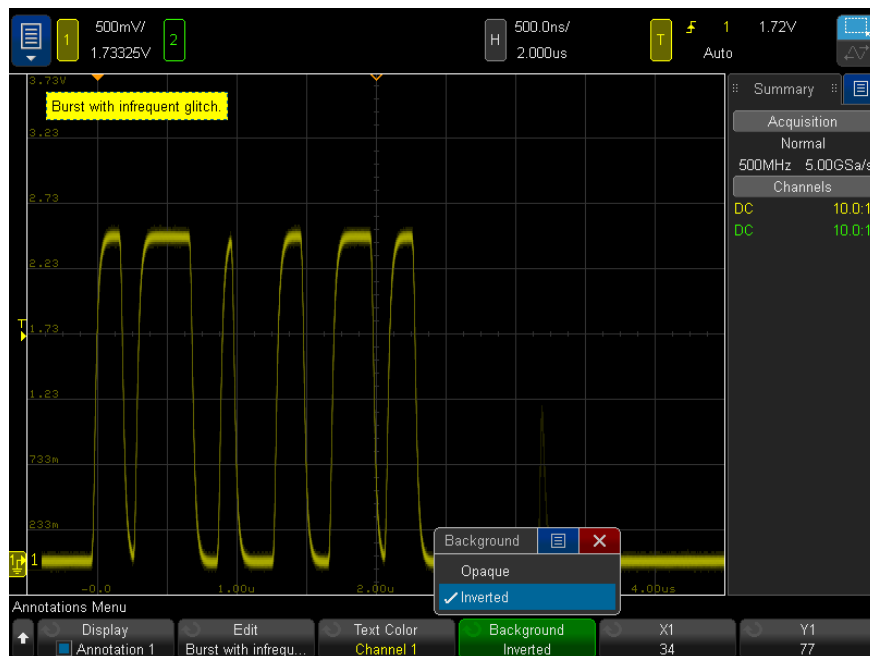 1 500mV/ 2 H 500.0ns/ T 1 1.72V
1.73325V 2.000us Auto
3.73V
Burst with infrequent glitch.
3.23
2.73
2.23
1.73
1.23
733m
233m
T
1
-0.0 1.00u 2.00u 4.00us
Summary
Acquisition
Normal
500MHz 5.00GSa/s
Channels
DC 10.0:1
DC 10.0:1
Background
Opaque
Inverted
Annotations Menu
Display Edit Text Color Background X1 Y1
Annotation 1 Burst with infrequ... Channel 1 Inverted 34 77